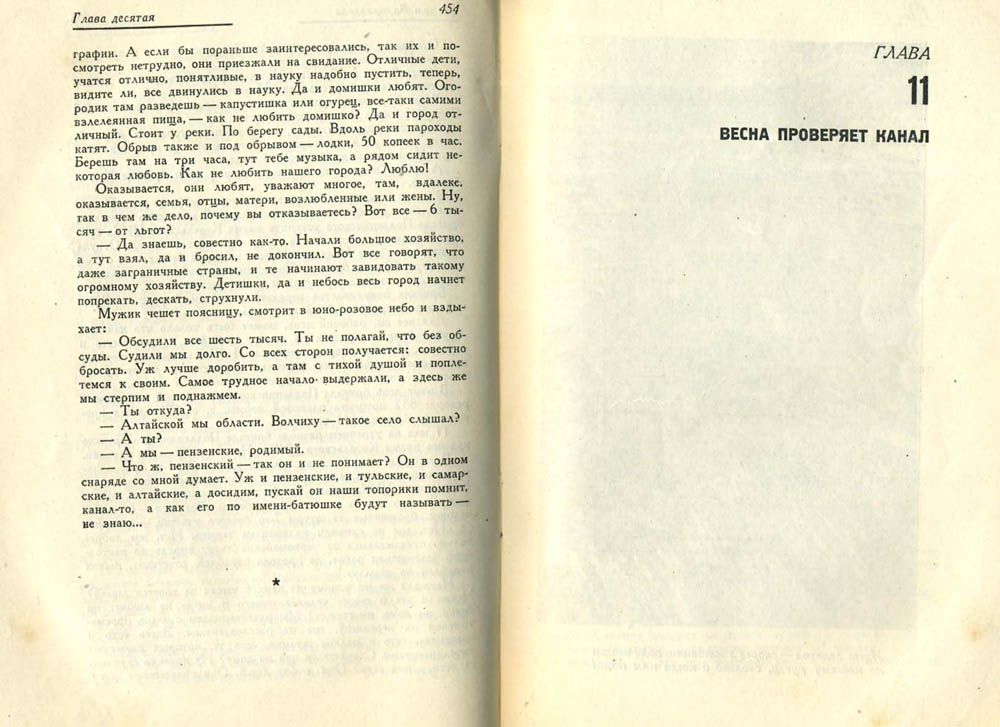 Глава десятая
454
графии. А если бы пораньше заинтересовались, так их и по-
смотреть нетрудно, они приезжали на свидание. Отличные дети,
учатся отлично, понятливые, в науку надобно пустить, теперь,
видите ли, все двинулись в науку. Да и домишки любят. Ого-
родик там разведешь — капустишка или огурец, все-таки самими
взлелеянная пища, — как не любить домишко? Да и город от-
личный. Стоит у реки. По берегу сады. Вдоль реки пароходы
катят. Обрыв также и под обрывом — лодки, 50 копеек в час.
Берешь там на три часа, тут тебе музыка, а рядом сидит не-
которая любовь. Как не любить нашего города? Люблю!
Оказывается, они любят, уважают многое, там, вдалеке,
оказывается, семья, отцы, матери, возлюбленные или жены. Ну,
так в чем же дело, почему вы отказываетесь? Вот все — 6 ты-
сяч — от льгот?
— Да знаешь, совестно как-то. Начали большое хозяйство,
а тут взял, да и бросил, не докончил. Вот все говорят, что
даже заграничные страны, и те начинают завидовать такому
огромному хозяйству. Детишки, да и небось весь город начнет
попрекать, дескать, струхнули.
Мужик чешет поясницу, смотрит в юно-розовое небо и взды-
хает:
— Обсудили все шесть тысяч. Ты не полагай, что без об-
суды. Судили мы долго. Со всех сторон получается: совестно
бросать. Уж лучше доробить, а там с тихой душой и попле-
темся к своим. Самое трудное начало выдержали, а здесь же
мы стерпим и поднажмем.
— Ты откуда?
— Алтайской мы области. Волчиху — такое село слышал?
— А ты?
— А мы — пензенские, родимый.
— Что ж, пензенский — так он и не понимает? Он в одном
снаряде со мной думает. Уж и пензенские, и тульские, и самар-
ские, и алтайские, а досидим, пускай он наши топорики помнит,
канал-то, а как его по имени-батюшке будут называть —
не знаю...
ГЛАВА
11
ВЕСНА ПРОВЕРЯЕТ КАНАЛ